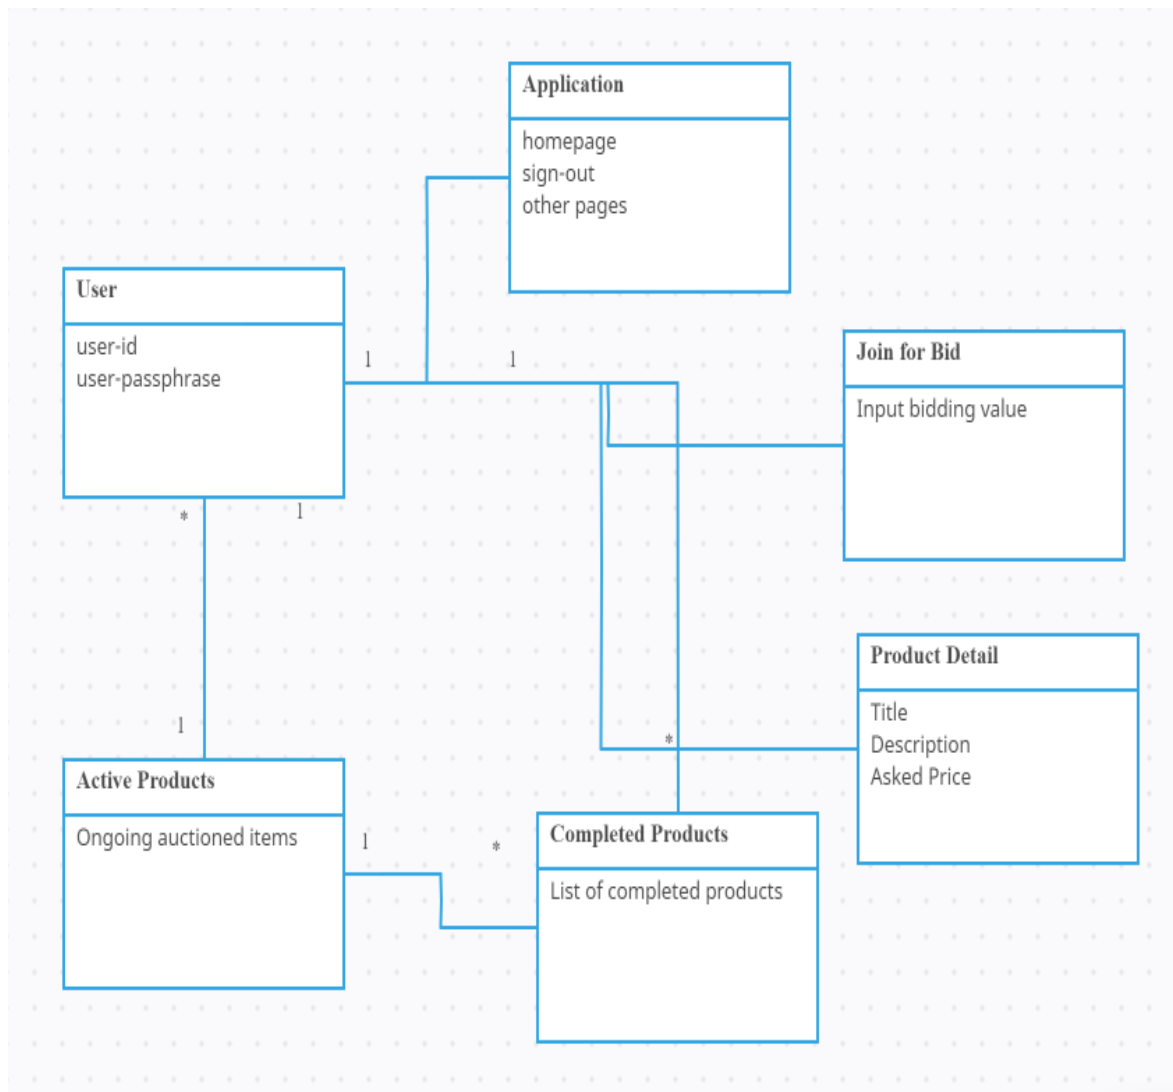 Application
homepage
sign-out
other pages
User
user-id
user-passphrase
1
1
Join for Bid
Input bidding value
*
1
Product Detail
Title
Description
Asked Price
1
*
Active Products
Ongoing auctioned items
1
*
Completed Products
List of completed products